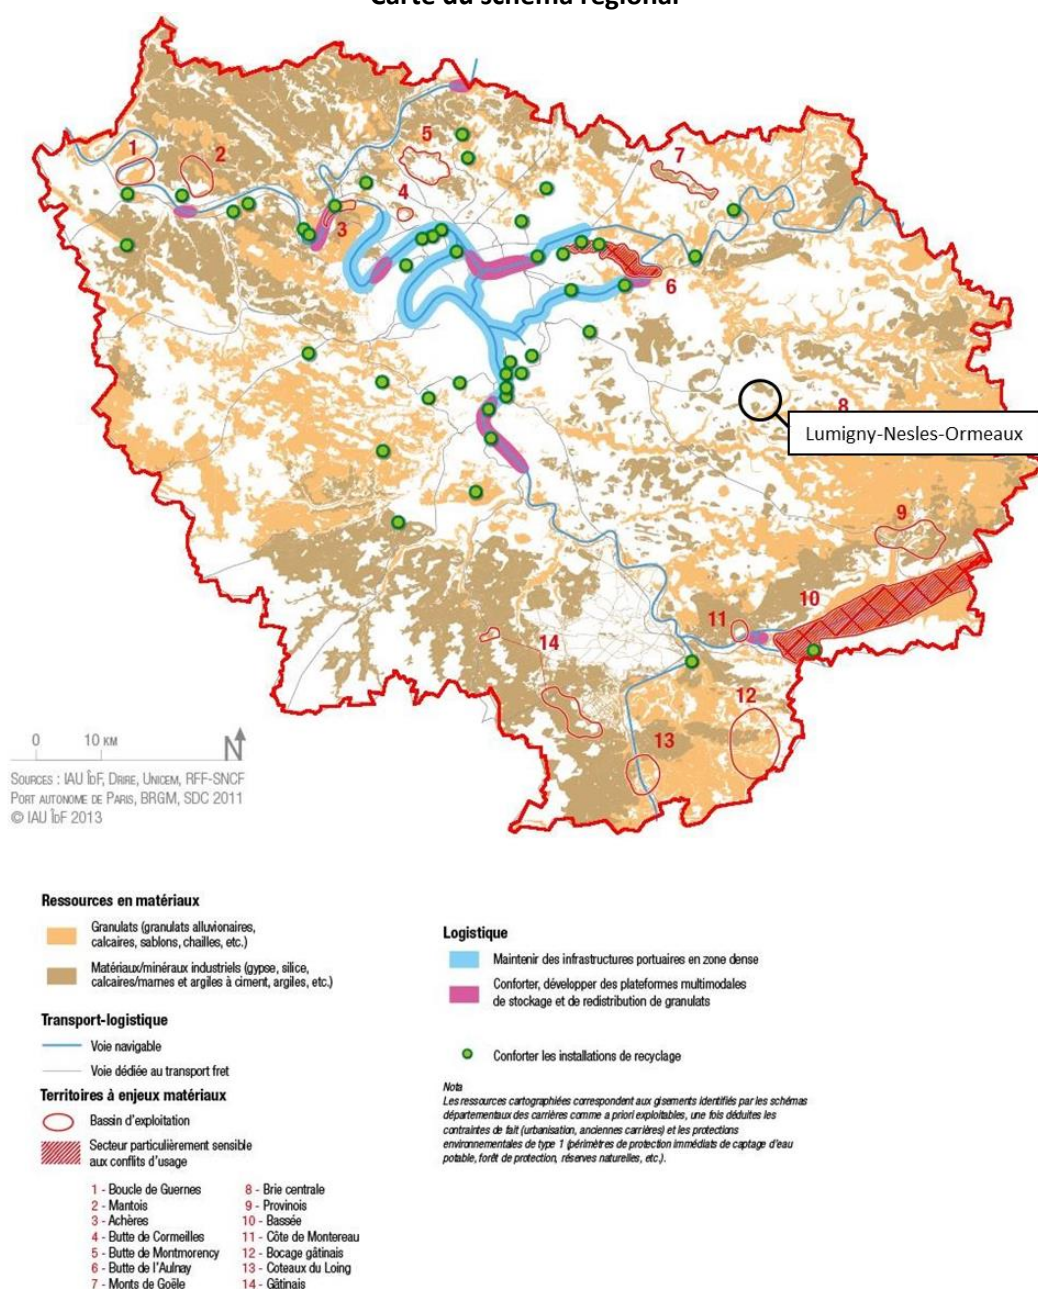 Carte du schéma régional
1
2
5
7
4
3
6
8
Lumigny-Nesles-Ormeaux
9
10
11
14
12
13
0 10 KM
N
SOURCES : IAU ÎDF, DRIRE, UNICEM, RFF-SNCF
PORT AUTONOME DE PARIS, BRGM, SDC 2011
© IAU ÎDF 2013
Ressources en matériaux
Granulats (granulats alluvionaires,
calcaires, sablons, chailles, etc.)
Matériaux/minéraux industriels (gypse, silice,
calcaires/marnes et argiles à ciment, argiles, etc.)
Transport-logistique
Voie navigable
Voie dédiée au transport fret
Territoires à enjeux matériaux
Bassin d'exploitation
Secteur particulièrement sensible
aux conflits d'usage
1 - Boucle de Guernes
2 - Mantois
3 - Achères
4 - Butte de Cormeilles
5 - Butte de Montmorency
6 - Butte de l'Aulnay
7 - Monts de Goële
8 - Brie centrale
9 - Provinois
10 - Bassée
11 - Côte de Montereau
12 - Bocage gâtinais
13 - Coteaux du Loing
14 - Gâtinais
Logistique
Maintenir des infrastructures portuaires en zone dense
Conforter, développer des plateformes multimodales
de stockage et de redistribution de granulats
Conforter les installations de recyclage
Nota
Les ressources cartographiées correspondent aux gisements identifiés par les schémas
départementaux des carrières comme a priori exploitables, une fois déduites les
contraintes de fait (urbanisation, anciennes carrières) et les protections
environnementales de type 1 (périmètres de protection immédiats de captage d'eau
potable, forêt de protection, réserves naturelles, etc.).